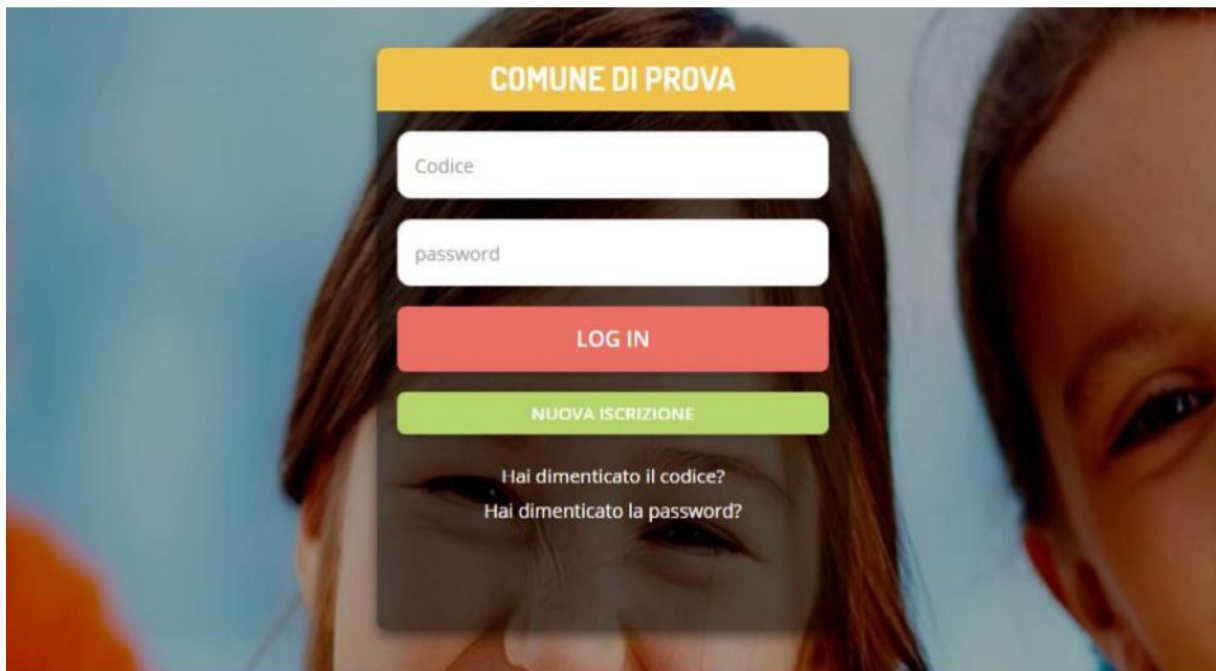 COMUNE DI PROVA
Codice
password
LOG IN
NUOVA ISCRIZIONE
Hai dimenticato il codice?
Hai dimenticato la password?